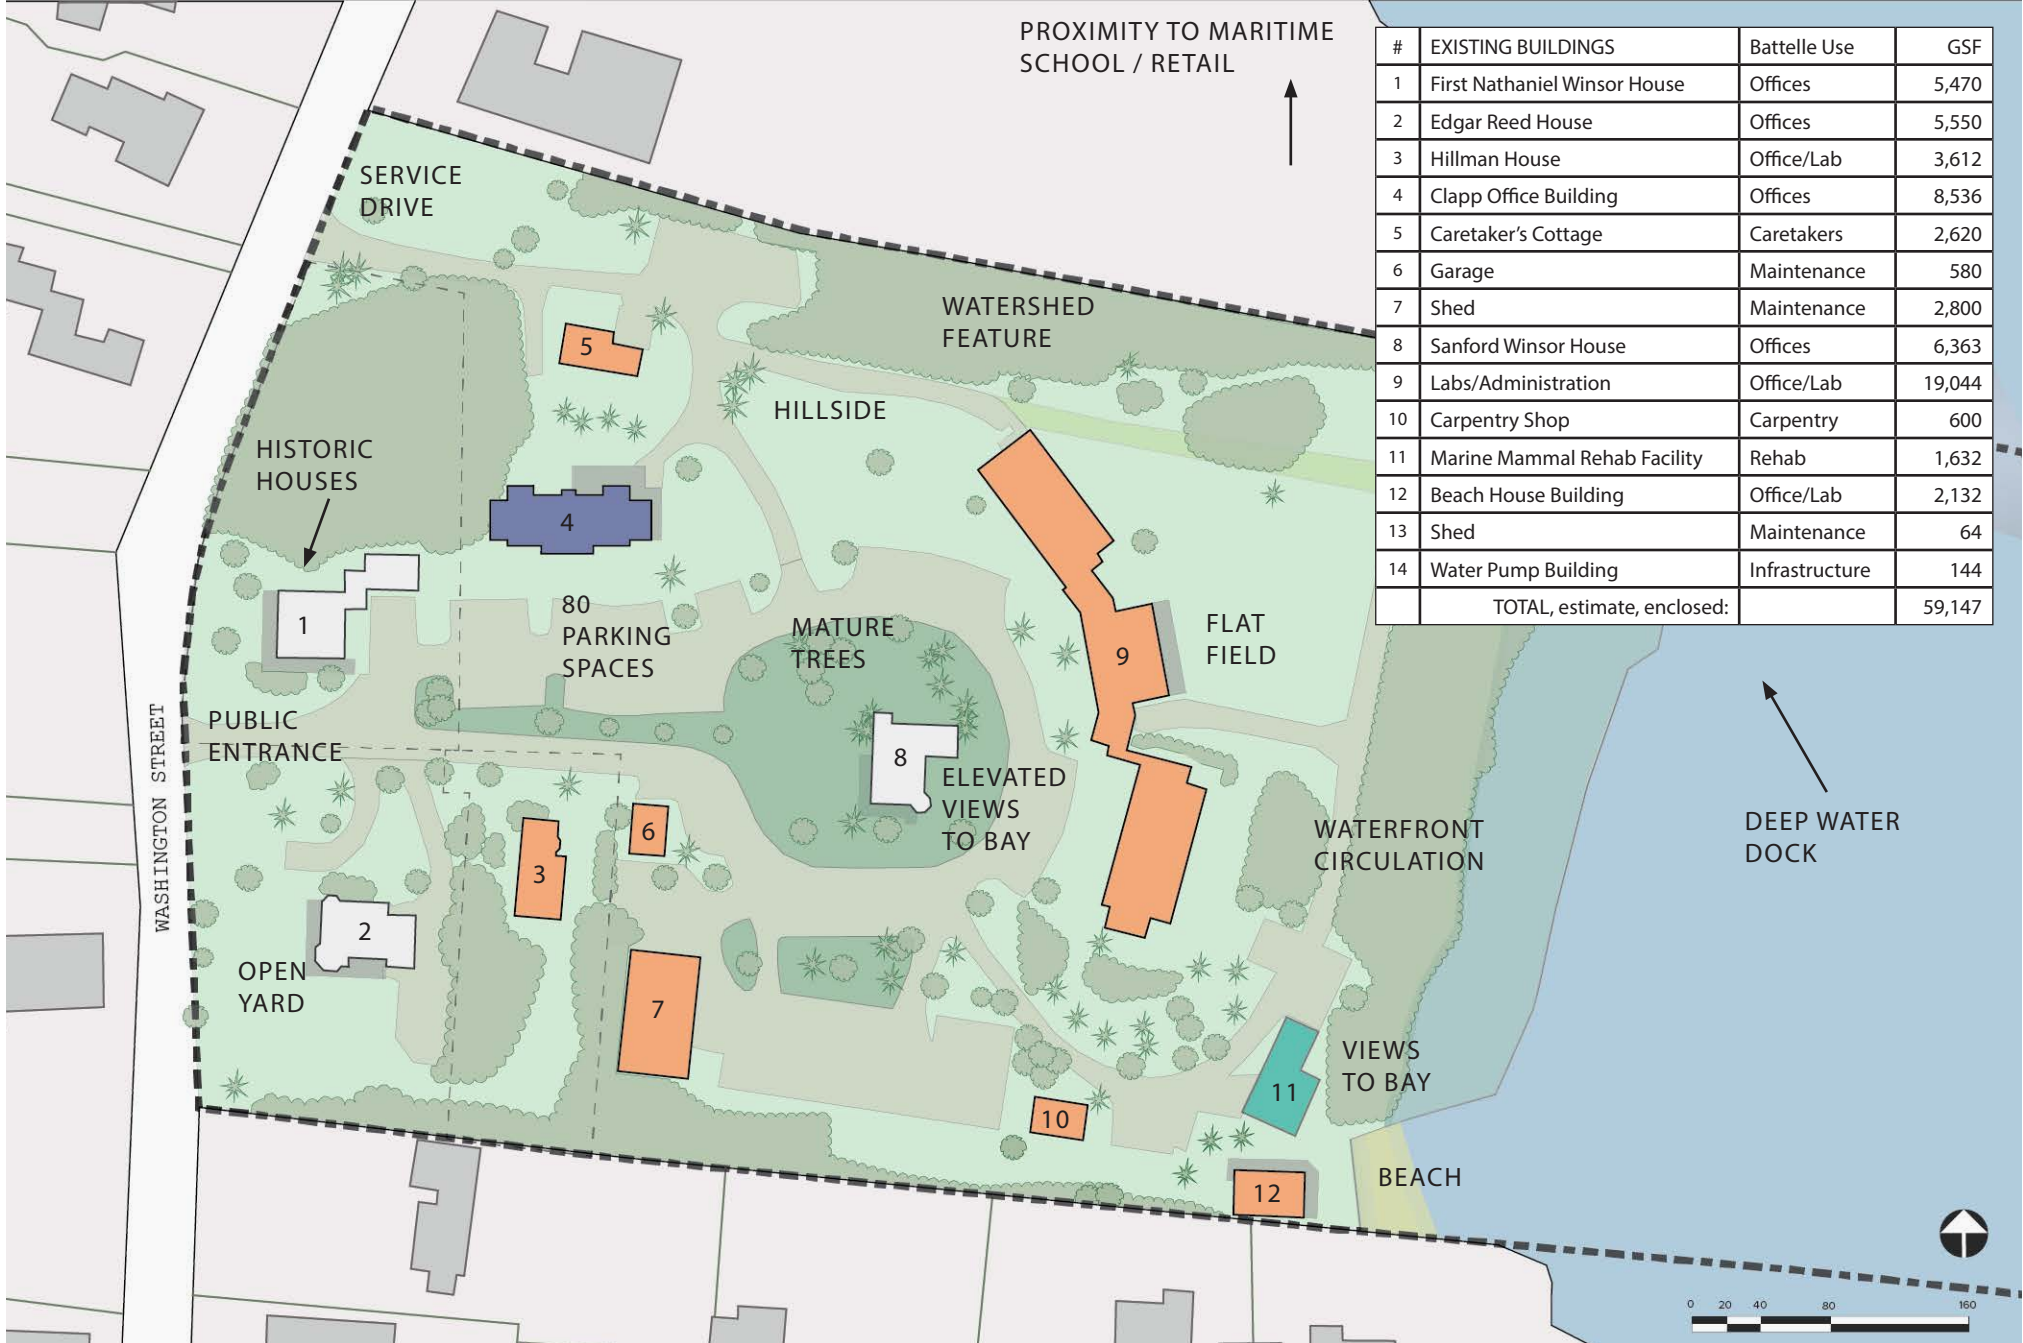 PROXIMITY TO MARITIME
SCHOOL / RETAIL
# EXISTING BUILDINGS Battelle Use GSF
1 First Nathaniel Winsor House Offices 5,470
2 Edgar Reed House Offices 5,550
3 Hillman House Office/Lab 3,612
4 Clapp Office Building Offices 8,536
5 Caretaker's Cottage Caretakers 2,620
6 Garage Maintenance 580
7 Shed Maintenance 2,800
8 Sanford Winsor House Offices 6,363
9 Labs/Administration Office/Lab 19,044
10 Carpentry Shop Carpentry 600
11 Marine Mammal Rehab Facility Rehab 1,632
12 Beach House Building Office/Lab 2,132
13 Shed Maintenance 64
14 Water Pump Building Infrastructure 144
TOTAL, estimate, enclosed: 59,147
SERVICE
DRIVE
WATERSHED
FEATURE
5
HILLSIDE
HISTORIC
HOUSES
4
1
80
PARKING
SPACES
MATURE
TREES
9
FLAT
FIELD
WASHINGTON STREET
PUBLIC
ENTRANCE
8
ELEVATED
VIEWS
TO BAY
6
3
WATERFRONT
CIRCULATION
DEEP WATER
DOCK
2
OPEN
YARD
7
VIEWS
TO BAY
11
10
12
BEACH
0 20 40 80 160